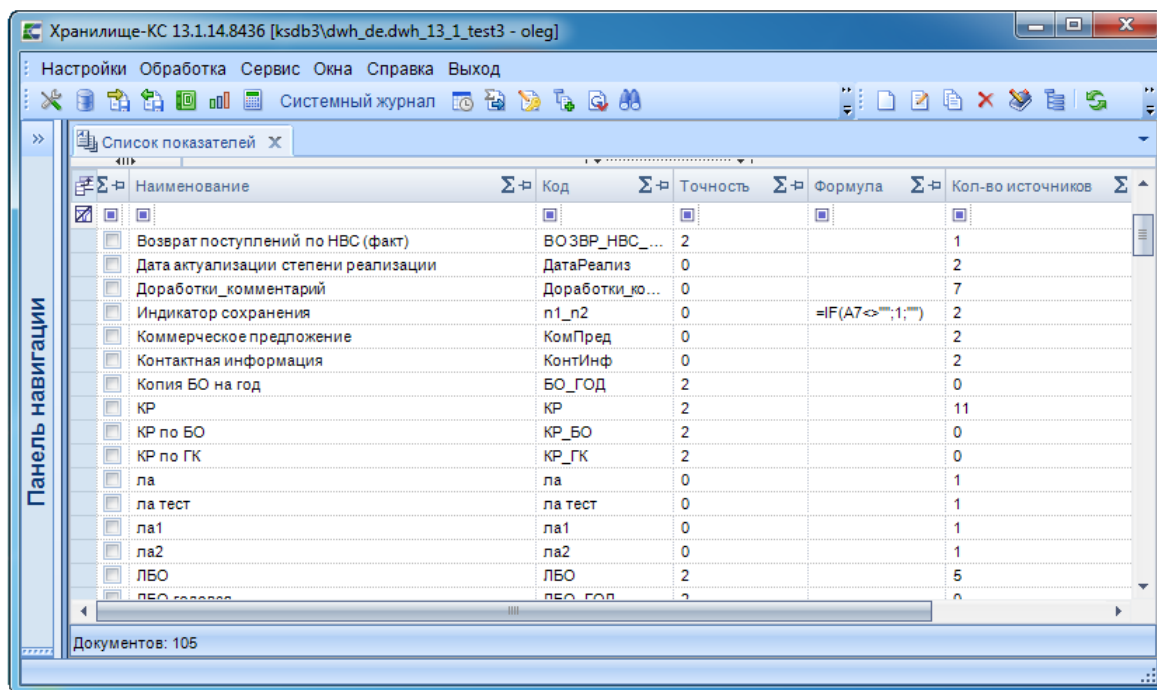 Хранилище-КС 13.1.14.8436 [ksdb3\dwh_de.dwh_13_1_test3 - oleg]
Настройки Обработка Сервис Окна Справка Выход
Системный журнал
Список показателей
Наименование Код Точность Формула Кол-во источников
Возврат поступлений по НВС (факт) ВОЗВР_НВС_... 2 1
Дата актуализации степени реализации ДатаРеализ 0 2
Доработки_комментарий Доработки_ко... 0 7
Индикатор сохранения n1_n2 0 =IF(A7<>"";1;"") 2
Коммерческое предложение КомПред 0 2
Контактная информация КонтИнф 0 2
Копия БО на год БО_ГОД 2 0
КР КР 2 11
КР по БО КР_БО 2 0
КР по ГК КР_ГК 2 0
ла ла 0 1
ла тест ла тест 0 1
ла1 ла1 0 1
ла2 ла2 0 1
ЛБО ЛБО 2 5
Документов: 105
Панель навигации